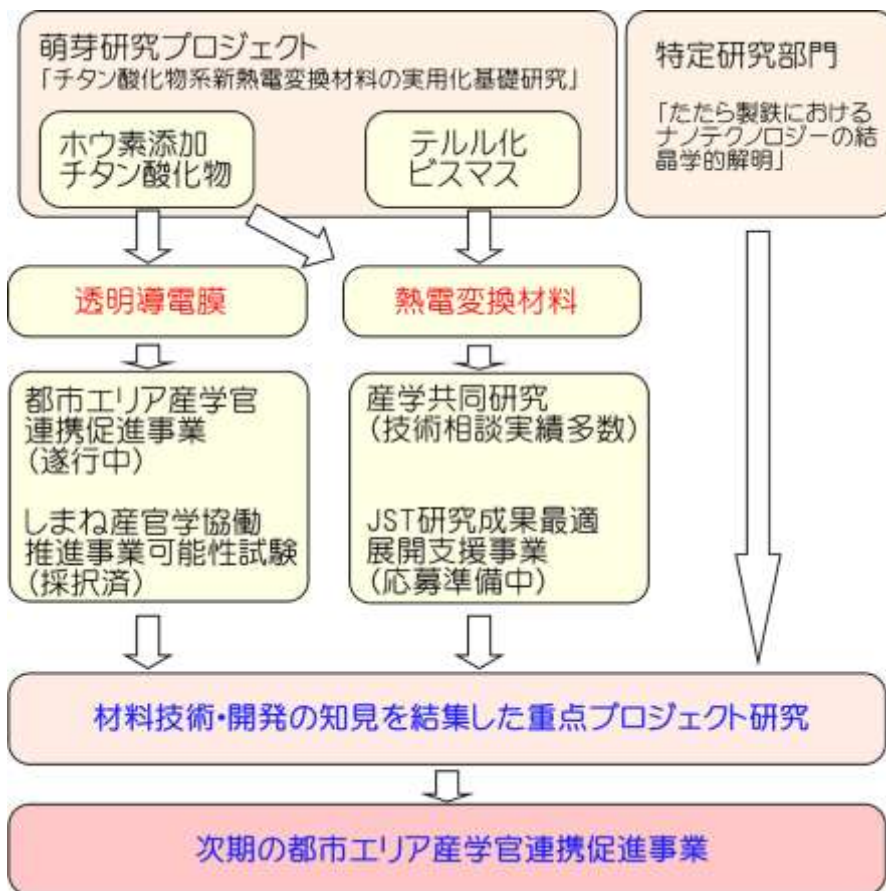 萌芽研究プロジェクト
「チタン酸化物系新熱電変換材料の実用化基礎研究」
ホウ素添加
チタン酸化物
テルル化
ビスマス
特定研究部門
「たたら製鉄における
ナノテクノロジーの結
晶学的解明」
透明導電膜
熱電変換材料
都市エリア産学官
連携促進事業
(遂行中)
しまね産官学協働
推進事業可能性試験
(採択済)
産学共同研究
(技術相談実績多数)
JST研究成果最適
展開支援事業
(応募準備中)
材料技術・開発の知見を結集した重点プロジェクト研究
次期の都市エリア産学官連携促進事業